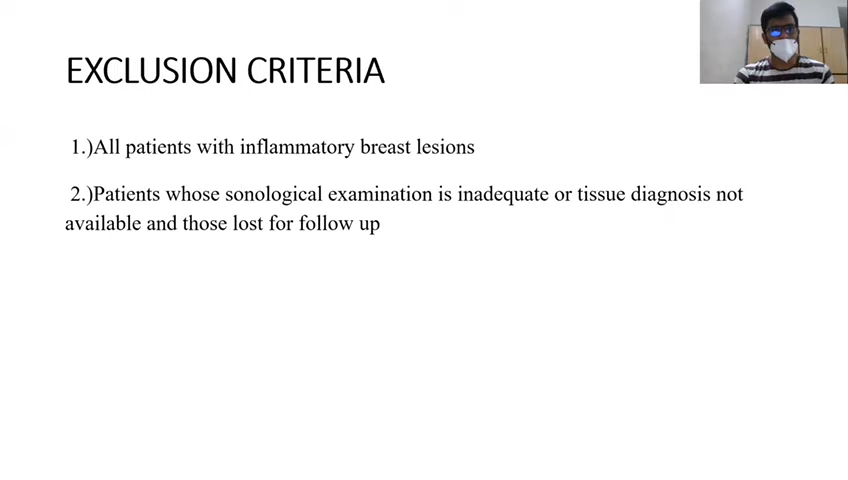 EXCLUSION CRITERIA
1.)All patients with inflammatory breast lesions
2.)Patients whose sonological examination is inadequate or tissue diagnosis not
available and those lost for follow up